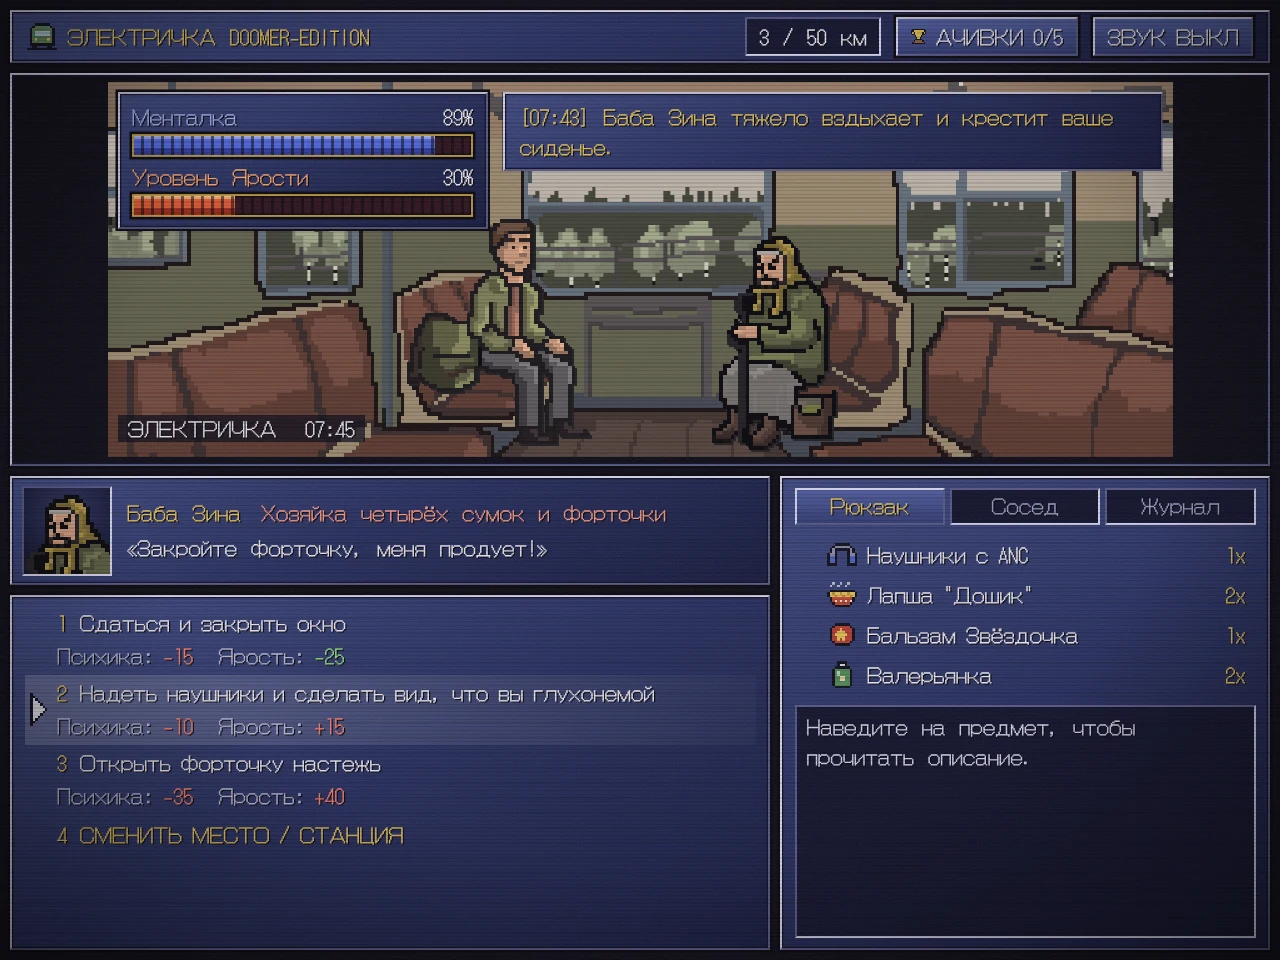 ЭЛЕКТРИЧКА DOOMER-EDITION
3 / 50 км
АЧИВКИ 0/5
ЗВУК ВЫКЛ
Менталка 89%
Уровень Ярости 30%
[07:43] Баба Зина тяжело вздыхает и крестит ваше
сиденье.
ЭЛЕКТРИЧКА 07:45
Баба Зина Хозяйка четырёх сумок и форточки
«Закройте форточку, меня продует!»
1 Сдаться и закрыть окно
Психика: -15 Ярость: -25
2 Надеть наушники и сделать вид, что вы глухонемой
Психика: -10 Ярость: +15
3 Открыть форточку настежь
Психика: -35 Ярость: +40
4 СМЕНИТЬ МЕСТО / СТАНЦИЯ
Рюкзак Сосед Журнал
Наушники с ANC 1x
Лапша "Дошик" 2x
Бальзам Звёздочка 1x
Валерьянка 2x
Наведите на предмет, чтобы
прочитать описание.